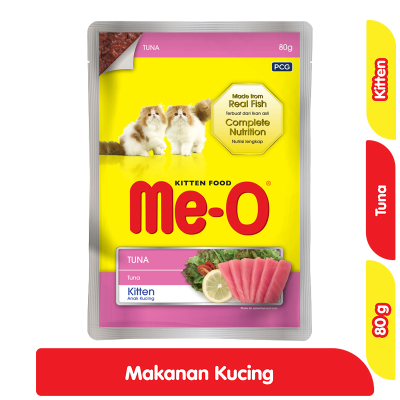 TUNA
80g
PCG
Made from
Real Fish
Terbuat dari ikan asli
Complete
Nutrition
Nutrisi lengkap
KITTEN FOOD
Me-O®
TUNA
Tuna
Kitten
Anak Kucing
Kitten
Tuna
80 g
Makanan Kucing